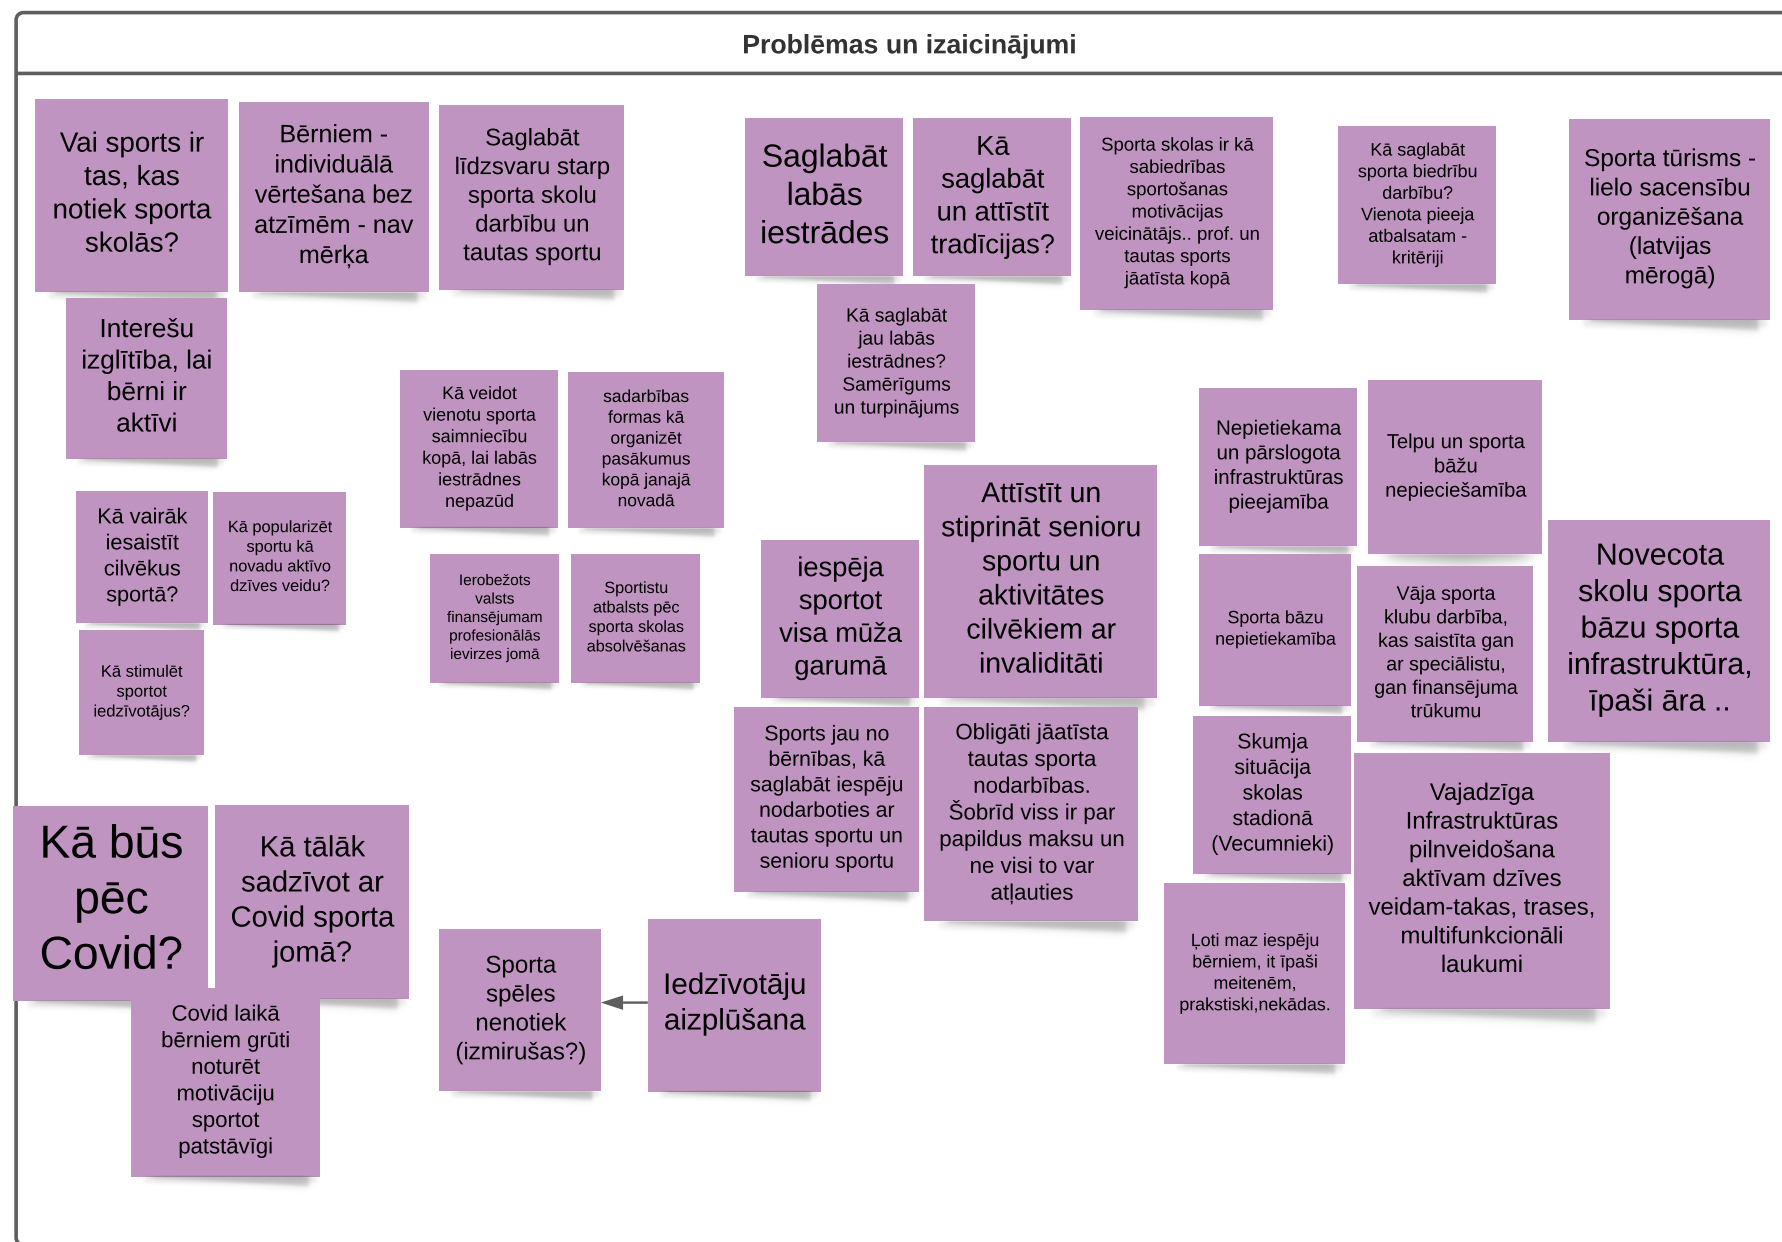 Problēmas un izaicinājumi
Vai sports ir
tas, kas
notiek sporta
skolās?
Bērniem -
individuālā
vērtešana bez
atzīmēm - nav
mērķa
Saglabāt
līdzsvaru starp
sporta skolu
darbību un
tautas sportu
Interešu
izglītība, lai
bērni ir
aktīvi
Saglabāt
labās
iestrādes
Kā
saglabāt
un attīstīt
tradīcijas?
Sporta skolas ir kā
sabiedrības
sportošanas
motivācijas
veicinātājs.. prof. un
tautas sports
jāatīsta kopā
Kā saglabāt
jau labās
iestrādnes?
Samērīgums
un turpinājums
Kā saglabāt
sporta biedrību
darbību?
Vienota pieeja
atbalsatam -
kritēriji
Sporta tūrisms -
lielo sacensību
organizēšana
(latvijas
mērogā)
Kā veidot
vienotu sporta
saimniecību
kopā, lai labās
iestrādnes
nepazūd
sadarbības
formas kā
organizēt
pasākumus
kopā janajā
novadā
Ierobežots
valsts
finansējumam
profesionālās
ievirzes jomā
Sportistu
atbalsts pēc
sporta skolas
absolvēšanas
Kā vairāk
iesaistīt
cilvēkus
sportā?
Kā popularizēt
sportu kā
novadu aktīvo
dzīves veidu?
Kā stimulēt
sportot
iedzīvotājus?
iespēja
sportot
visa mūža
garumā
Attīstīt un
stiprināt senioru
sportu un
aktivitātes
cilvēkiem ar
invaliditāti
Sports jau no
bērnības, kā
saglabāt iespēju
nodarboties ar
tautas sportu un
senioru sportu
Obligāti jāatīsta
tautas sporta
nodarbības.
Šobrīd viss ir par
papildus maksu un
ne visi to var
atļauties
Nepietiekama
un pārslogota
infrastruktūras
pieejamība
Telpu un sporta
bāžu
nepieciešamība
Sporta bāzu
nepietiekamība
Vāja sporta
klubu darbība,
kas saistīta gan
ar speciālistu,
gan finansējuma
trūkumu
Novecota
skolu sporta
bāzu sporta
infrastruktūra,
īpaši āra ..
Skumja
situācija
skolas
stadionā
(Vecumnieki)
Vajadzīga
Infrastruktūras
pilnveidošana
aktīvam dzīves
veidam-takas, trases,
multifunkcionāli
laukumi
Ļoti maz iespēju
bērniem, it īpaši
meitenēm,
prakstiski,nekādas.
Kā būs
pēc
Covid?
Kā tālāk
sadzīvot ar
Covid sporta
jomā?
Covid laikā
bērniem grūti
noturēt
motivāciju
sportot
patstāvīgi
Sporta
spēles
nenotiek
(izmirušas?)
Iedzīvotāju
aizplūšana